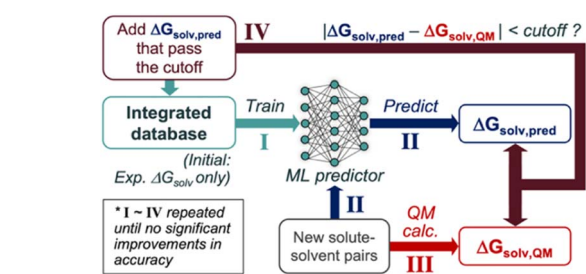 Add ΔGsolv,pred
that pass
the cutoff
IV
|ΔGsolv,pred – ΔGsolv,QM| < cutoff ?
Integrated
database
(Initial:
Exp. ΔGsolv only)
Train
I
ML predictor
Predict
II
ΔGsolv,pred
* I ~ IV repeated
until no significant
improvements in
accuracy
II
New solute-
solvent pairs
QM
calc.
III
ΔGsolv,QM